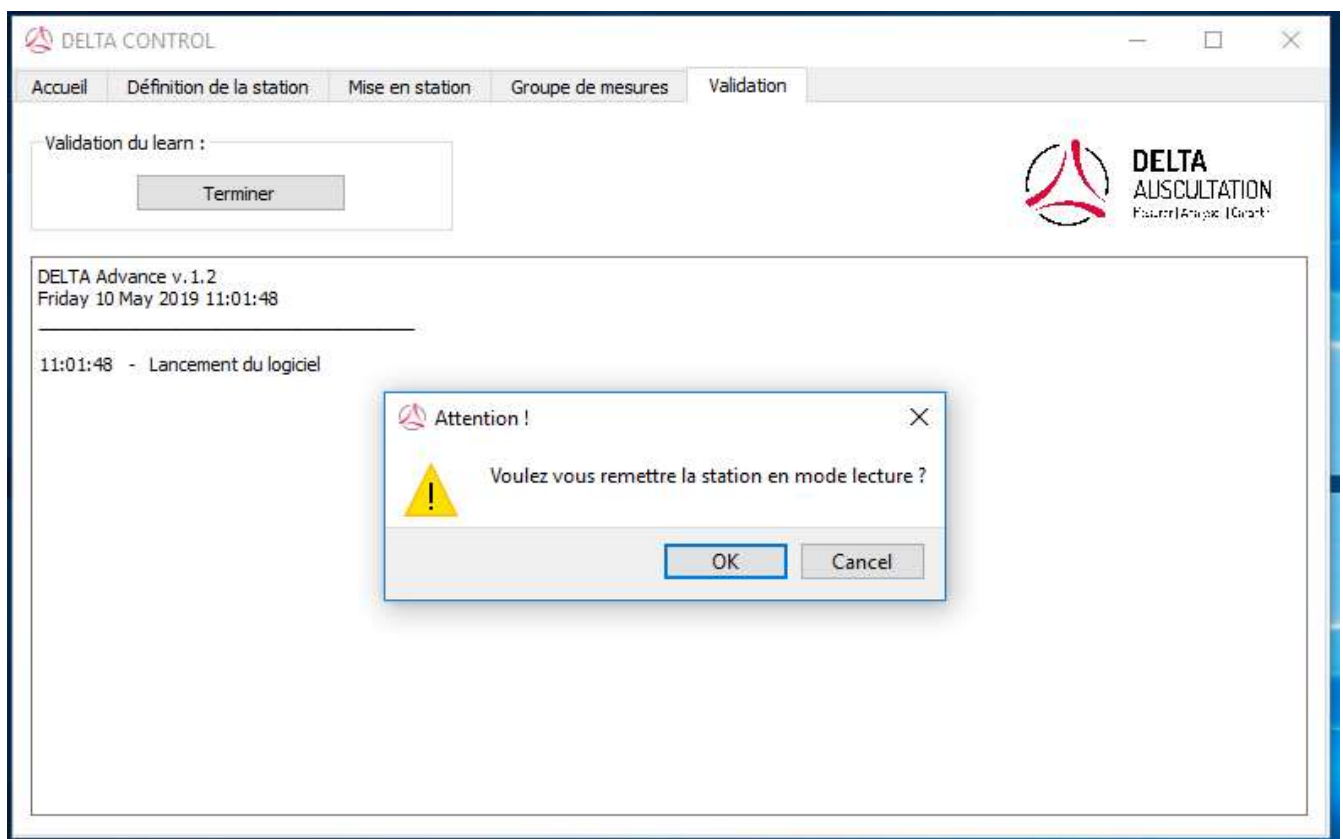 DELTA CONTROL
Accueil Définition de la station Mise en station Groupe de mesures Validation
Validation du learn :
Terminer
DELTA
AUSCULTATION
DELTA Advance v.1.2
Friday 10 May 2019 11:01:48
11:01:48 - Lancement du logiciel
Attention !
Voulez vous remettre la station en mode lecture ?
OK Cancel